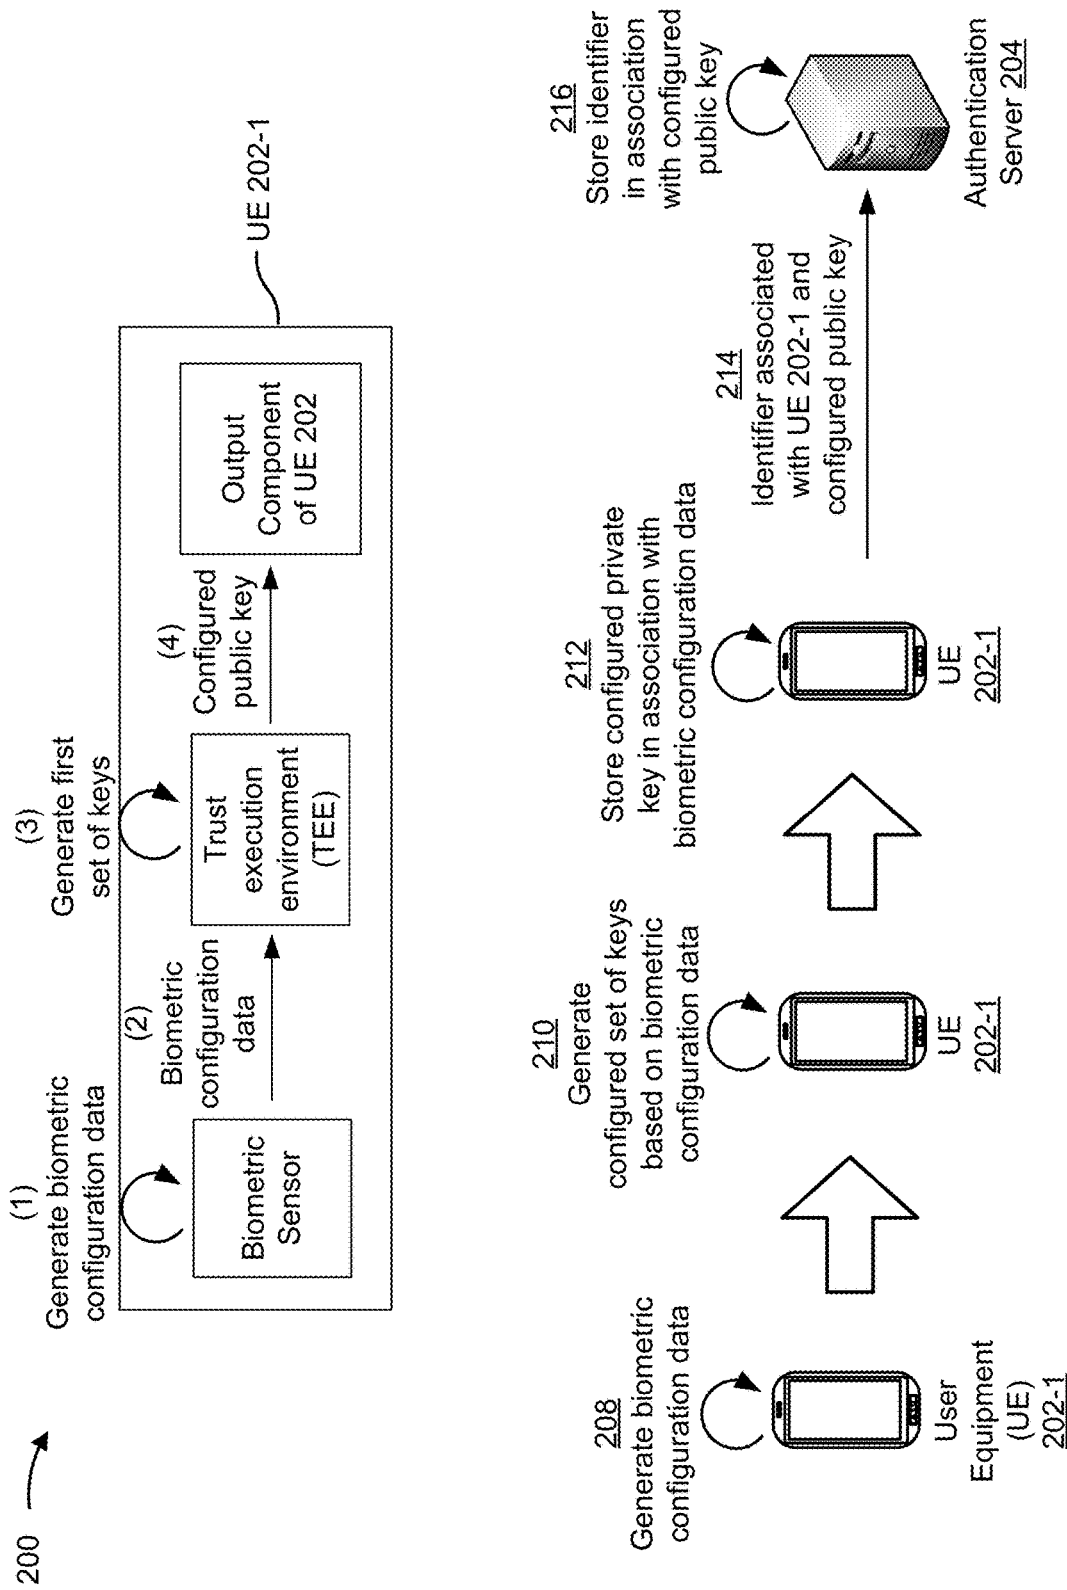 200
(1)
Generate biometric
configuration data
Biometric
Sensor
(2)
Biometric
configuration
data
(3)
Generate first
set of keys
Trust
execution
environment
(TEE)
(4)
Configured
public key
Output
Component
of UE 202
UE 202-1
208
Generate biometric
configuration data
User
Equipment
(UE)
202-1
210
Generate
configured set of keys
based on biometric
configuration data
UE
202-1
212
Store configured private
key in association with
biometric configuration data
UE
202-1
214
Identifier associated
with UE 202-1 and
configured public key
216
Store identifier
in association
with configured
public key
Authentication
Server 204